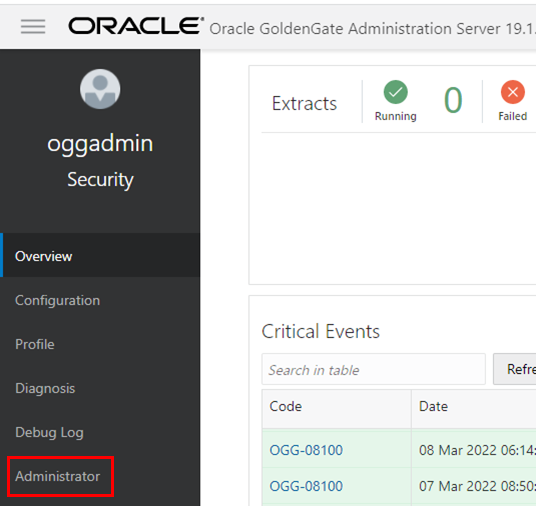 ORACLE® Oracle GoldenGate Administration Server 19.1.
oggadmin
Security
Overview
Configuration
Profile
Diagnosis
Debug Log
Administrator
Extracts
Running
0
Failed
Critical Events
Search in table
Refre
Code Date
OGG-08100 08 Mar 2022 06:14:
OGG-08100 07 Mar 2022 08:50: